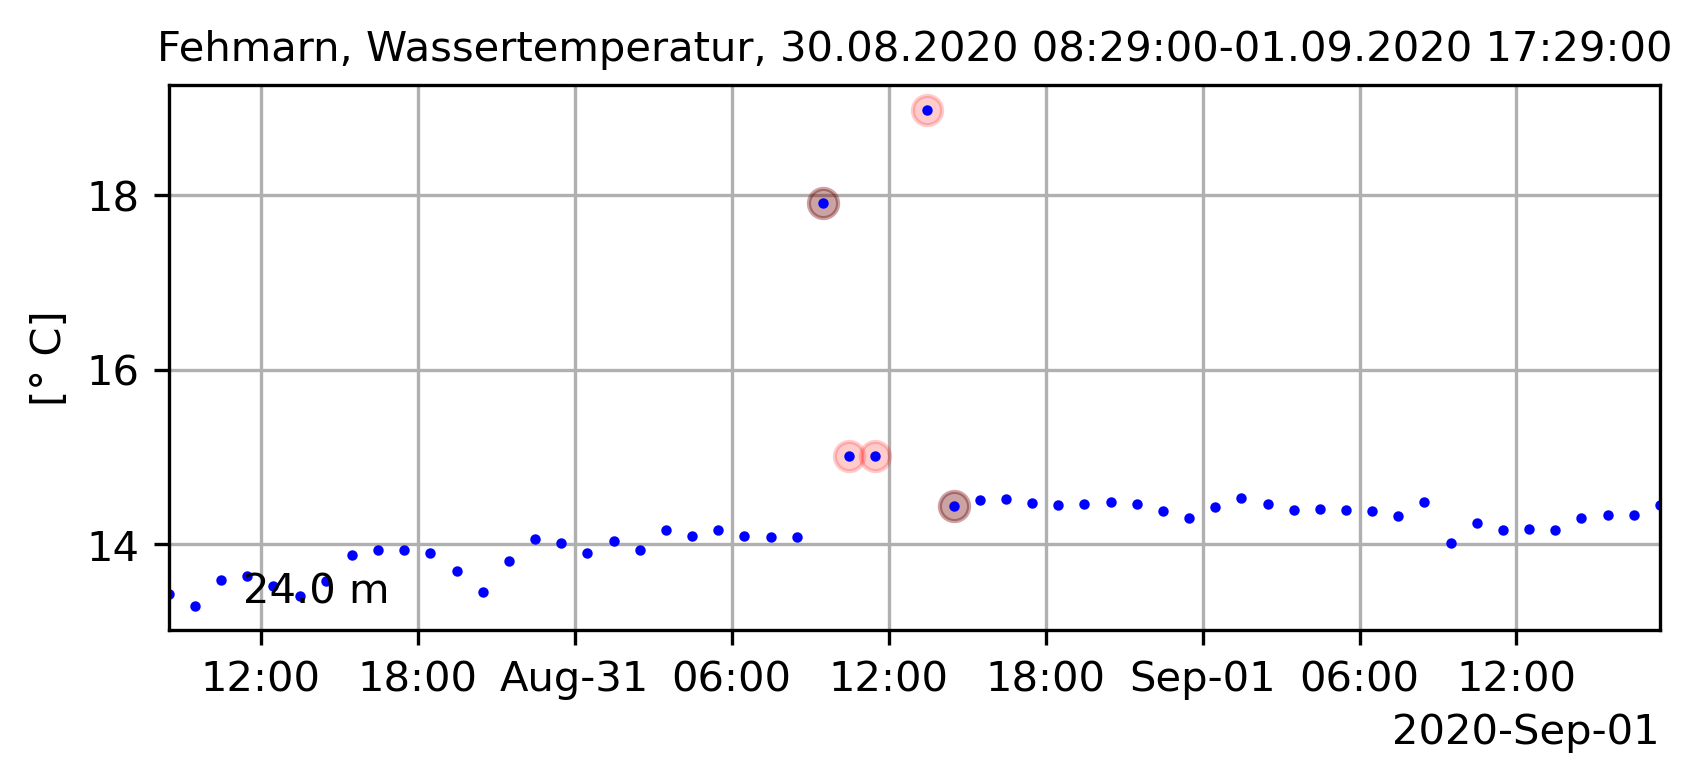 Fehmarn, Wassertemperatur, 30.08.2020 08:29:00-01.09.2020 17:29:00
[° C]
18
16
14
24.0 m
12:00 18:00 Aug-31 06:00 12:00 18:00 Sep-01 06:00 12:00
2020-Sep-01